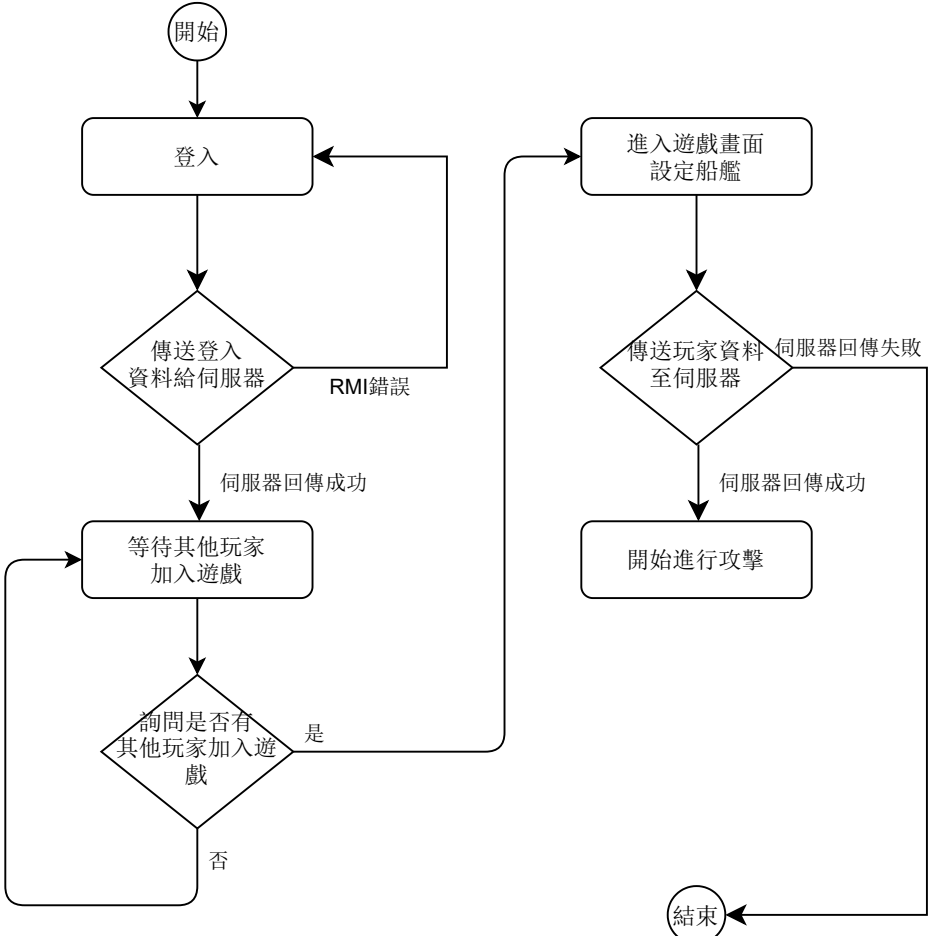 開始
登入
傳送登入
資料給伺服器
RMI錯誤
伺服器回傳成功
等待其他玩家
加入遊戲
詢問是否有
其他玩家加入遊
戲
是
否
進入遊戲畫面
設定船艦
傳送玩家資料
至伺服器
伺服器回傳失敗
伺服器回傳成功
開始進行攻擊
結束